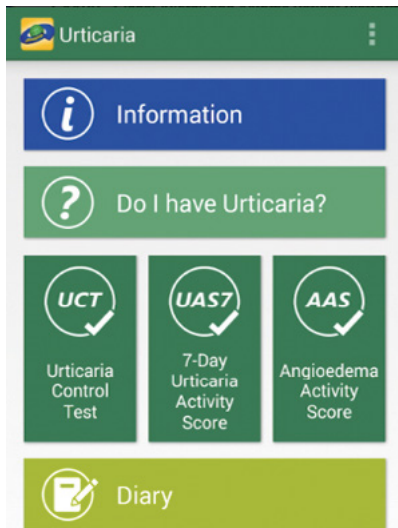 Urticaria
i Information
? Do I have Urticaria?
UCT
Urticaria
Control
Test
UAS7
7-Day
Urticaria
Activity
Score
AAS
Angioedema
Activity
Score
Diary